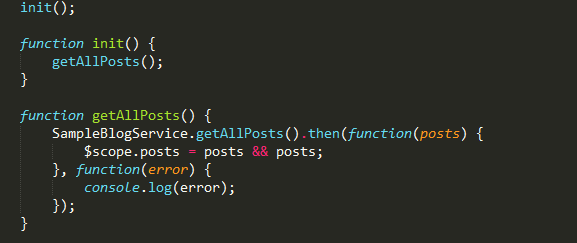 init();
function init() {
    getAllPosts();
}
function getAllPosts() {
    SampleBlogService.getAllPosts().then(function(posts) {
        $scope.posts = posts && posts;
    }, function(error) {
        console.log(error);
    });
}